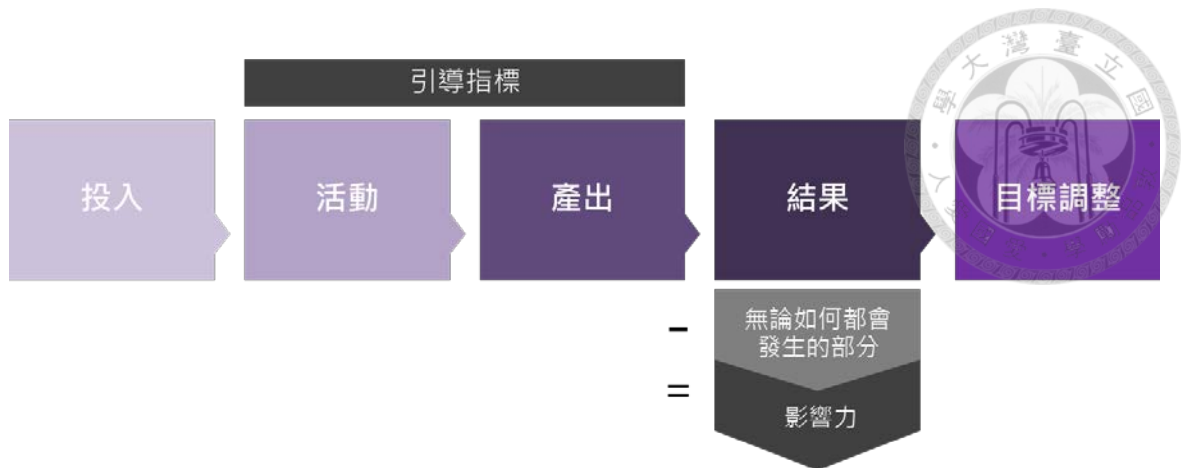 引導指標
投入
活動
產出
結果
目標調整
－
無論如何都會
發生的部分
＝
影響力